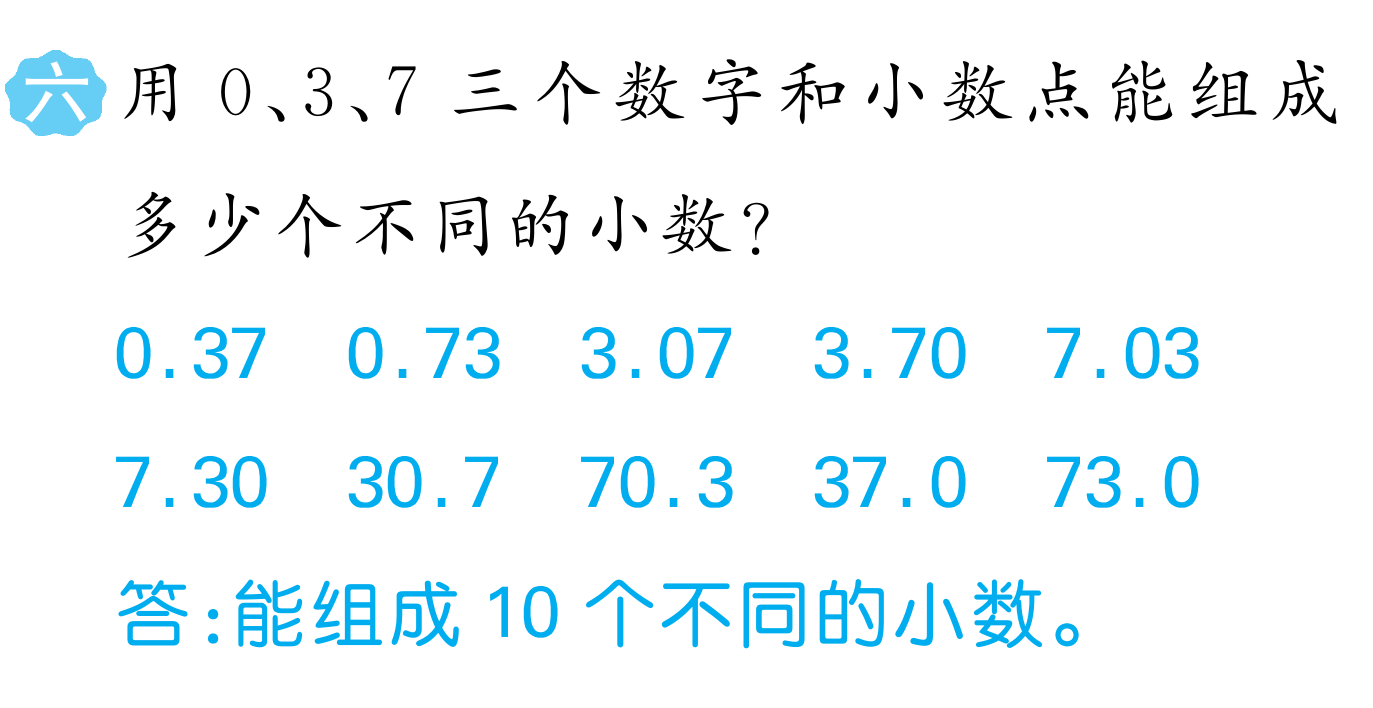 六 用 0、3、7 三个数字和小数点能组成
多少个不同的小数?
0.37 0.73 3.07 3.70 7.03
7.30 30.7 70.3 37.0 73.0
答:能组成 10 个不同的小数。